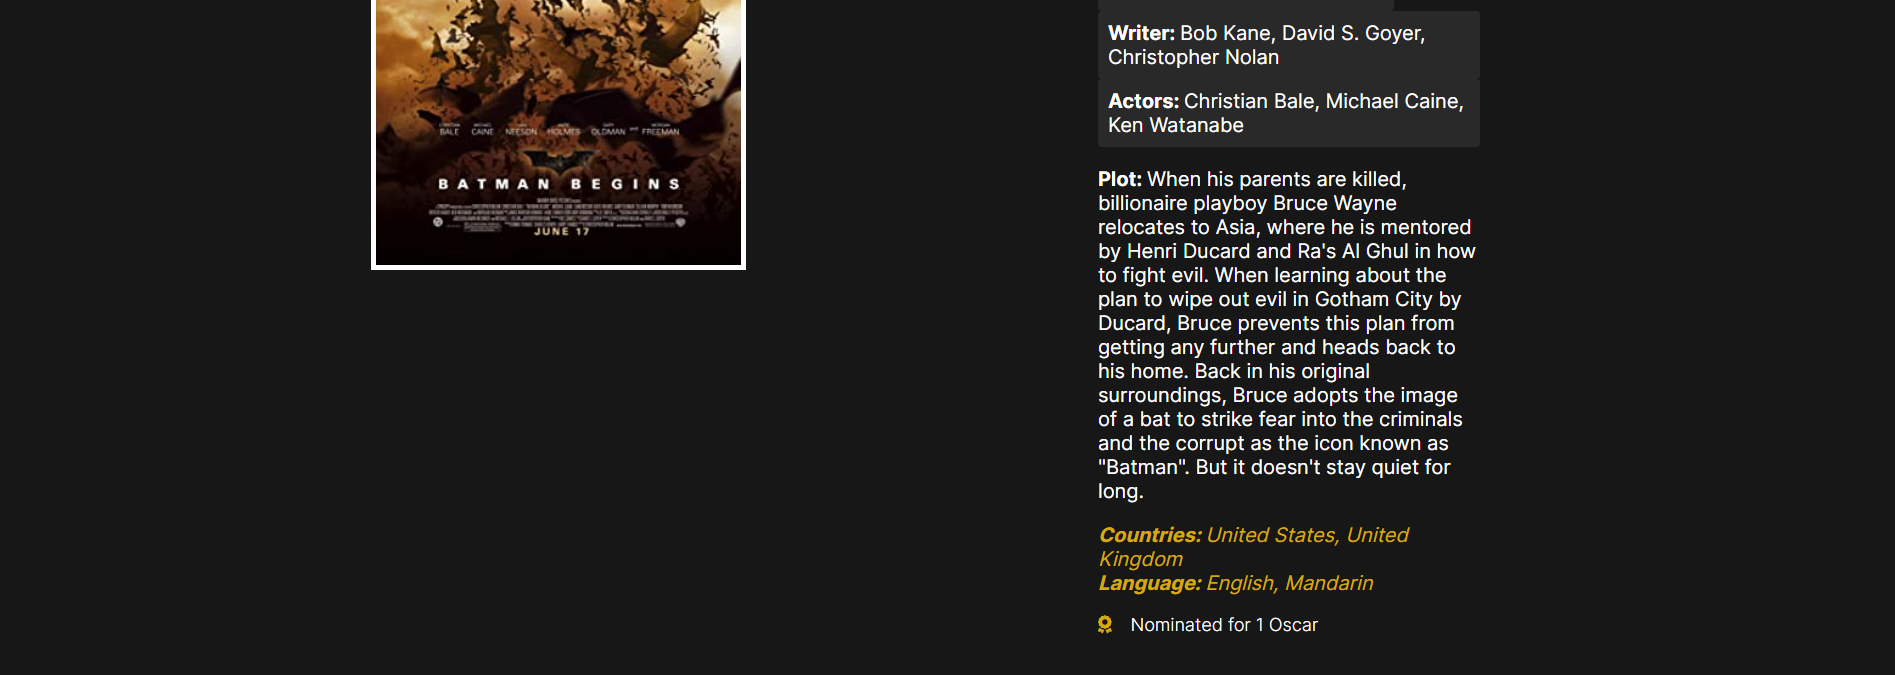 BALE CAINE NEESON HOLMES OLDMAN and FREEMAN
BATMAN BEGINS
JUNE 17
Writer: Bob Kane, David S. Goyer,
Christopher Nolan
Actors: Christian Bale, Michael Caine,
Ken Watanabe
Plot: When his parents are killed,
billionaire playboy Bruce Wayne
relocates to Asia, where he is mentored
by Henri Ducard and Ra's Al Ghul in how
to fight evil. When learning about the
plan to wipe out evil in Gotham City by
Ducard, Bruce prevents this plan from
getting any further and heads back to
his home. Back in his original
surroundings, Bruce adopts the image
of a bat to strike fear into the criminals
and the corrupt as the icon known as
"Batman". But it doesn't stay quiet for
long.
Countries: United States, United
Kingdom
Language: English, Mandarin
Nominated for 1 Oscar